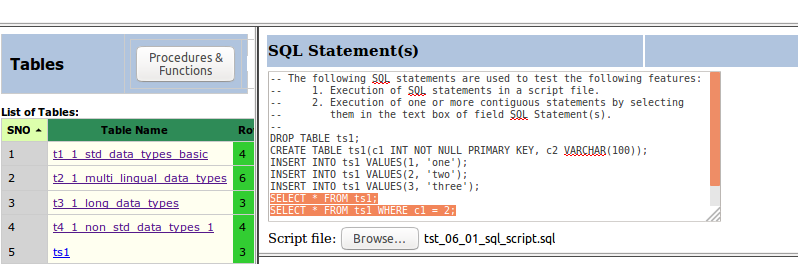 Tables
Procedures &
Functions
List of Tables:
SNO Table Name Ro
1 t1_1_std_data_types_basic 4
2 t2_1_multi_lingual_data_types 6
3 t3_1_long_data_types 3
4 t4_1_non_std_data_types_1 4
5 ts1 3
SQL Statement(s)
-- The following SQL statements are used to test the following features:
-- 1. Execution of SQL statements in a script file.
-- 2. Execution of one or more contiguous statements by selecting
-- them in the text box of field SQL Statement(s).
--
DROP TABLE ts1;
CREATE TABLE ts1(c1 INT NOT NULL PRIMARY KEY, c2 VARCHAR(100));
INSERT INTO ts1 VALUES(1, 'one');
INSERT INTO ts1 VALUES(2, 'two');
INSERT INTO ts1 VALUES(3, 'three');
SELECT * FROM ts1;
SELECT * FROM ts1 WHERE c1 = 2;
Script file: Browse... tst_06_01_sql_script.sql